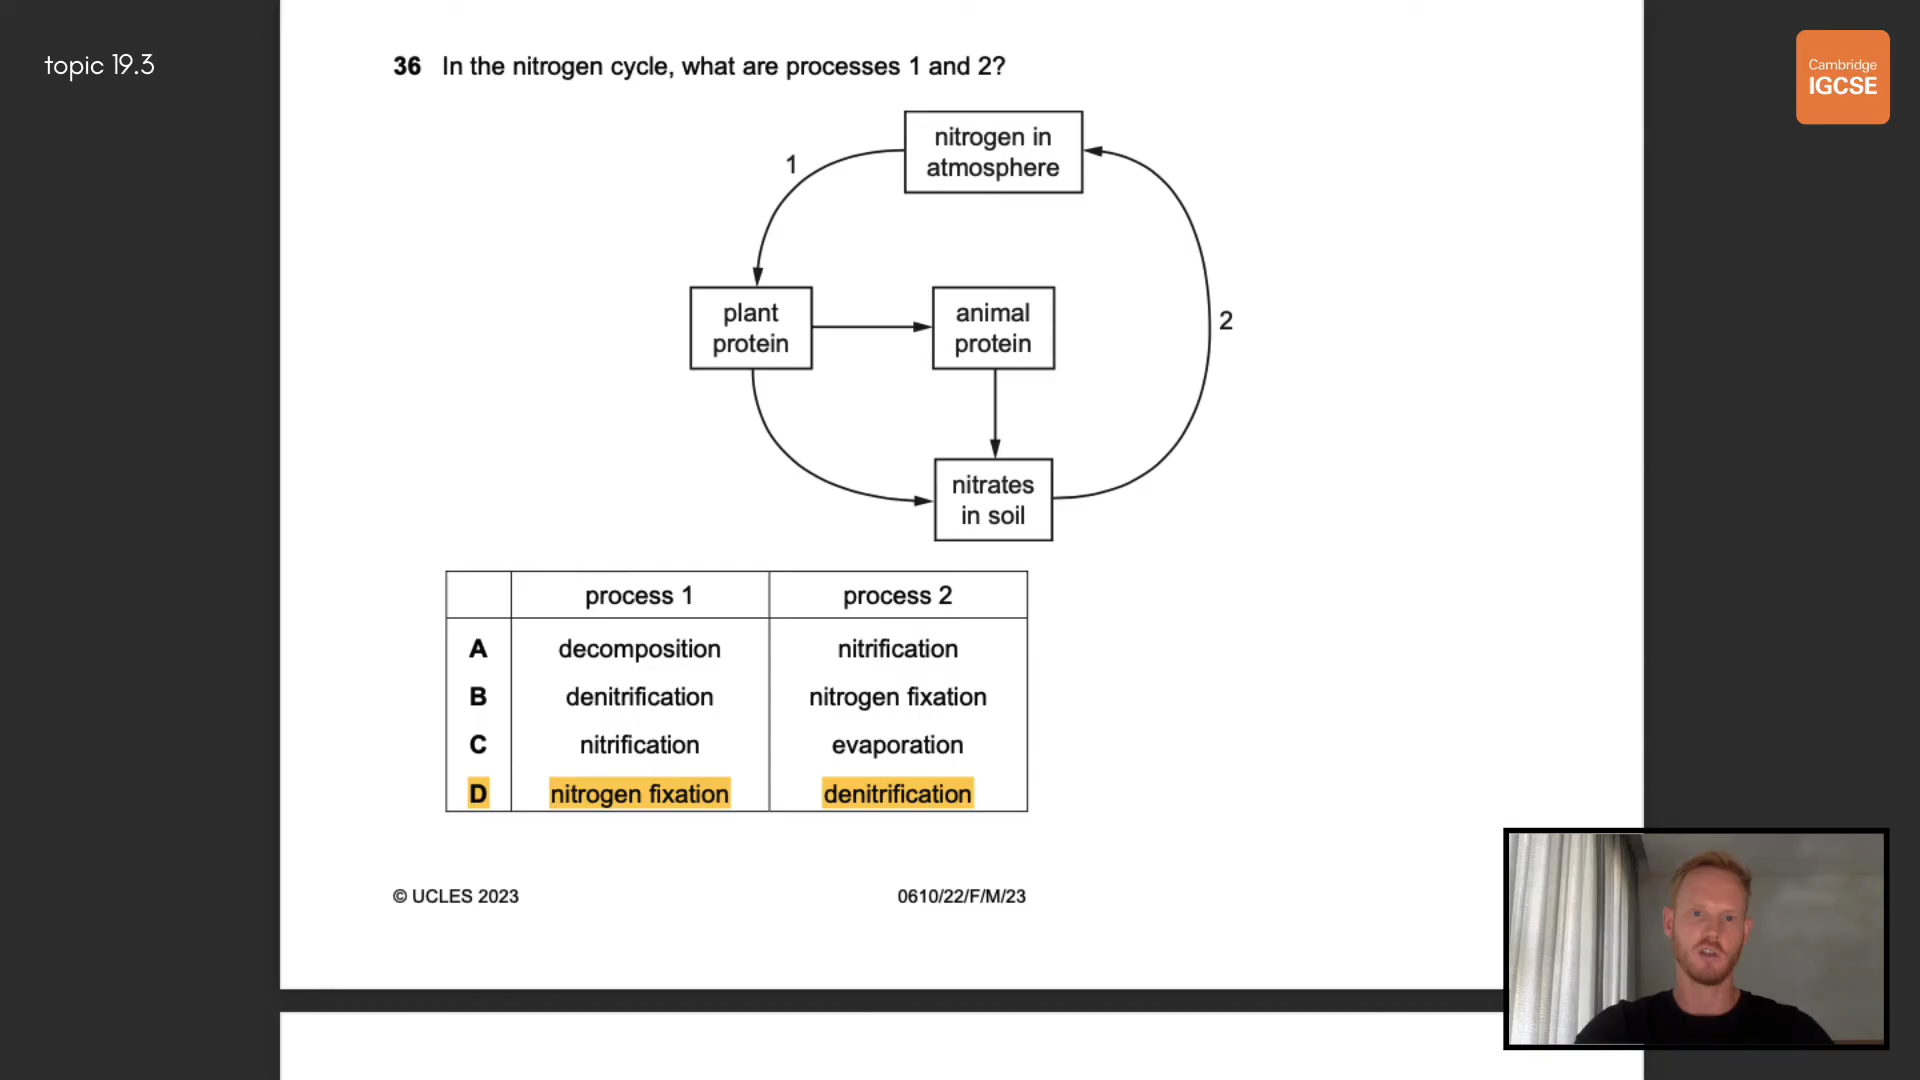 topic 19.3
Cambridge
IGCSE
36 In the nitrogen cycle, what are processes 1 and 2?
nitrogen in
atmosphere
1
plant
protein
animal
protein
2
nitrates
in soil
process 1 process 2
A decomposition nitrification
B denitrification nitrogen fixation
C nitrification evaporation
D nitrogen fixation denitrification
© UCLES 2023 0610/22/F/M/23